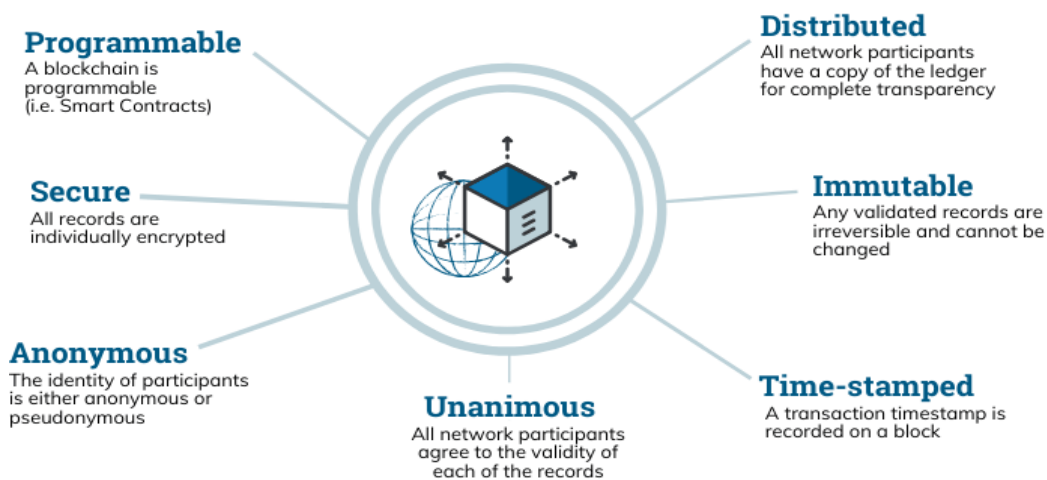 Programmable
A blockchain is
programmable
(i.e. Smart Contracts)
Secure
All records are
individually encrypted
Anonymous
The identity of participants
is either anonymous or
pseudonymous
Unanimous
All network participants
agree to the validity of
each of the records
Distributed
All network participants
have a copy of the ledger
for complete transparency
Immutable
Any validated records are
irreversible and cannot be
changed
Time-stamped
A transaction timestamp is
recorded on a block